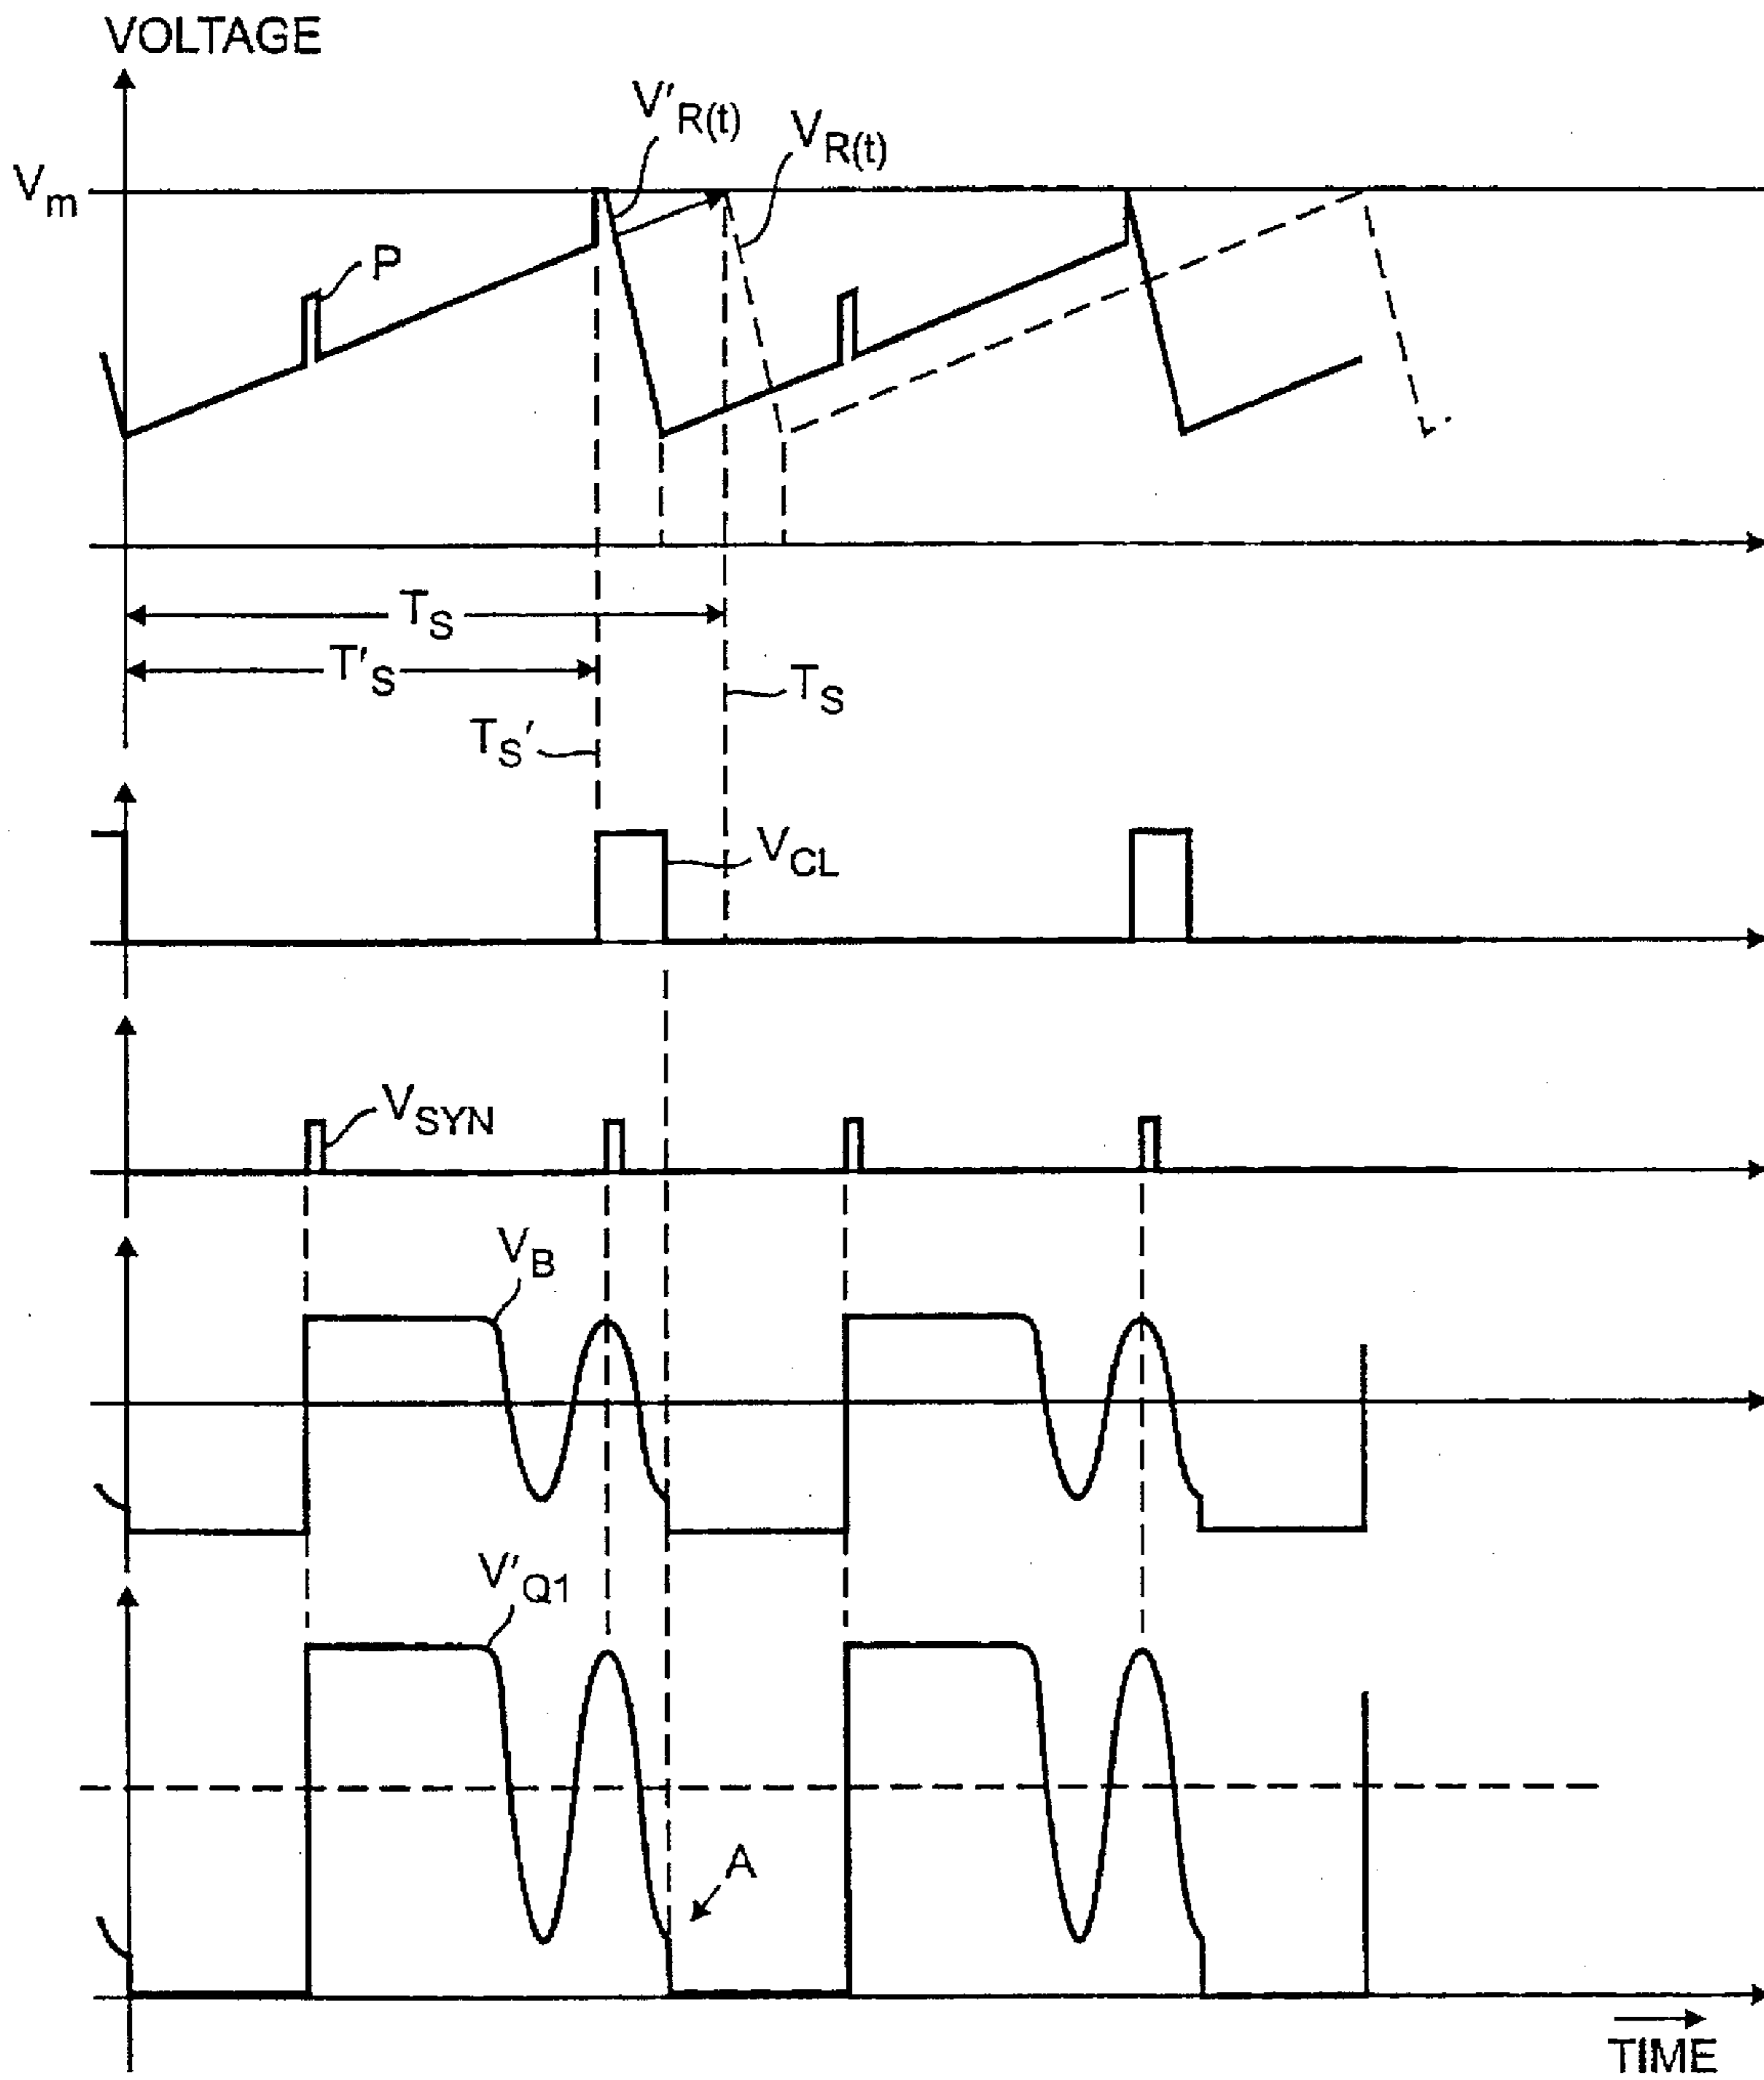 VOLTAGE
V'R(t)
VR(t)
Vm
P
TS
T'S
TS
TS'
VCL
VSYN
VB
V'Q1
A
TIME